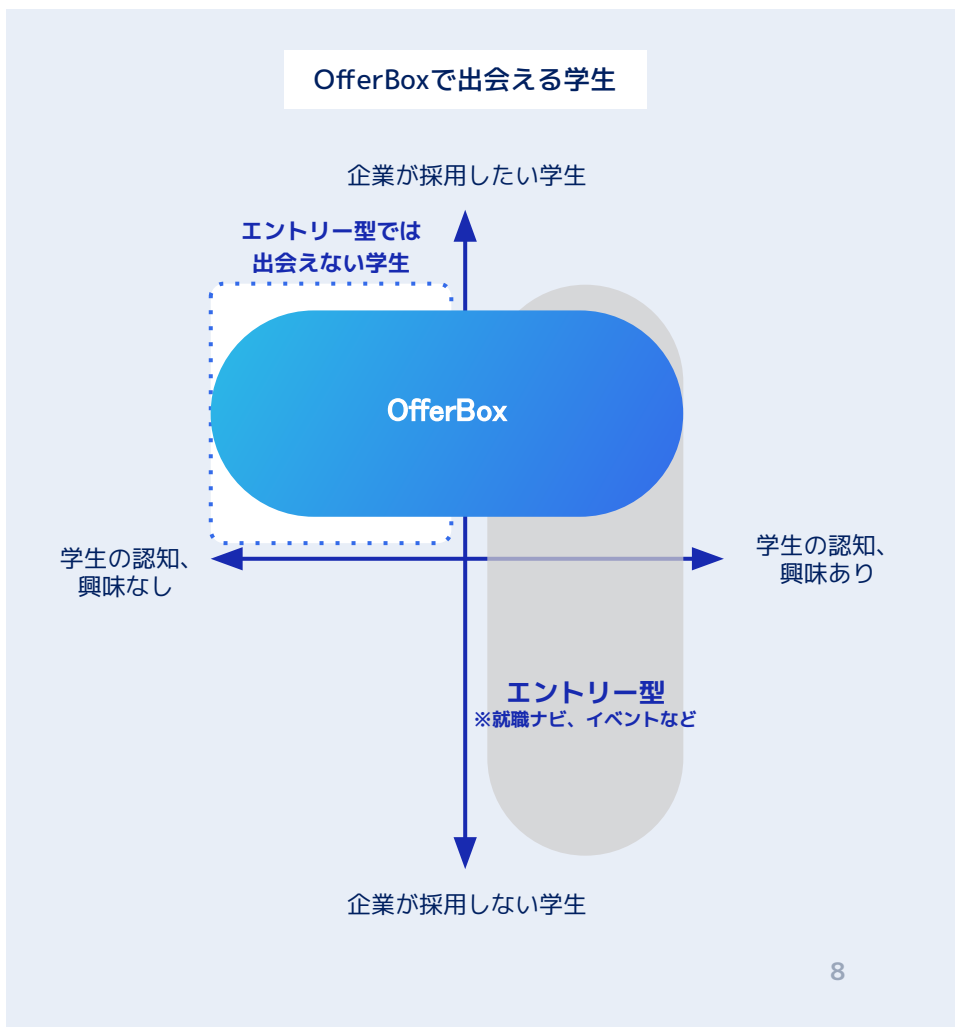 OfferBoxで出会える学生
企業が採用したい学生
エントリー型では
出会えない学生
OfferBox
学生の認知、
興味なし
学生の認知、
興味あり
エントリー型
※就職ナビ、イベントなど
企業が採用しない学生
8